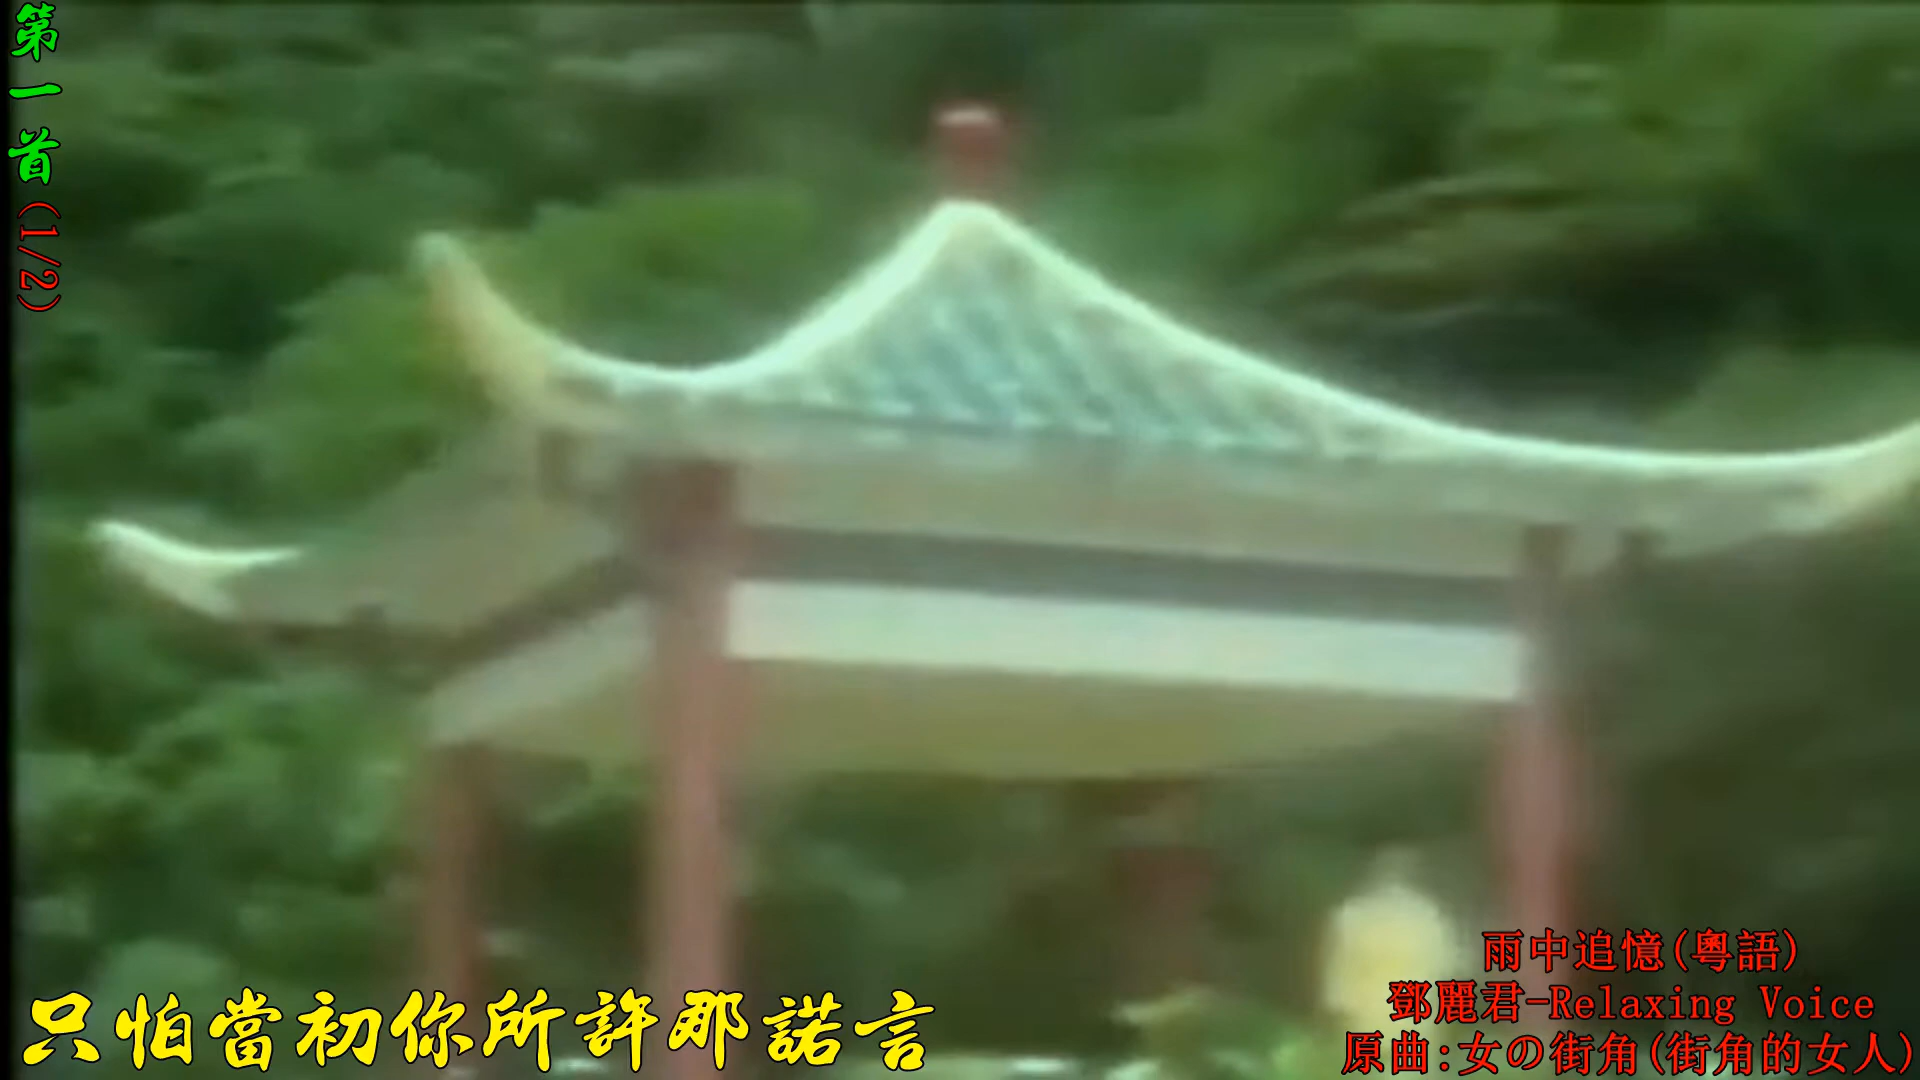 第一首(1/2)
只怕當初你所許那諾言
雨中追憶(粵語)
鄧麗君-Relaxing Voice
原曲:女の街角(街角的女人)